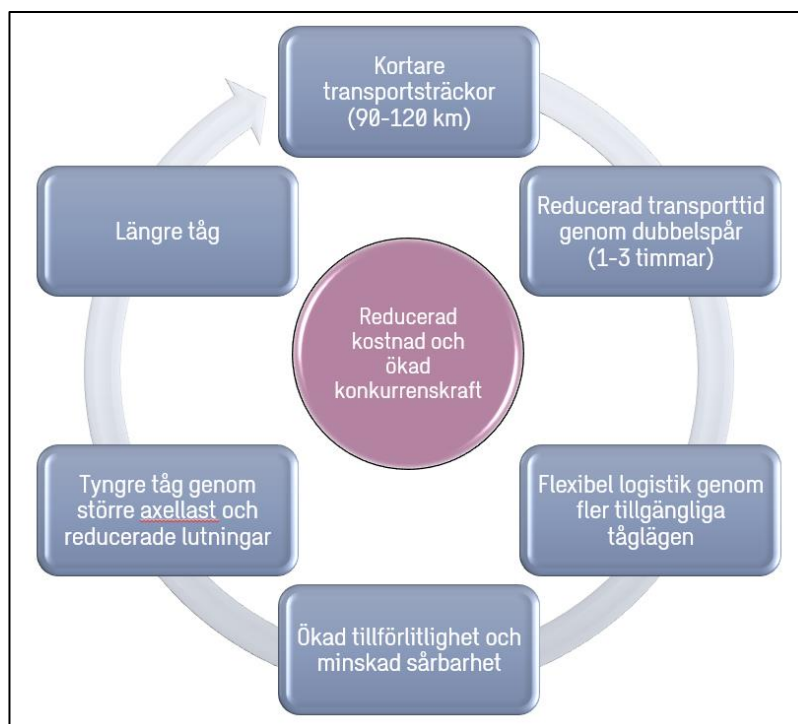 Kortare
transportsträckor
(90-120 km)
Reducerad transporttid
genom dubbelspår
(1-3 timmar)
Flexibel logistik genom
fler tillgängliga
tåglägen
Ökad tillförlitlighet och
minskad sårbarhet
Tyngre tåg genom
större axellast och
reducerade lutningar
Längre tåg
Reducerad
kostnad och
ökad
konkurrenskraft